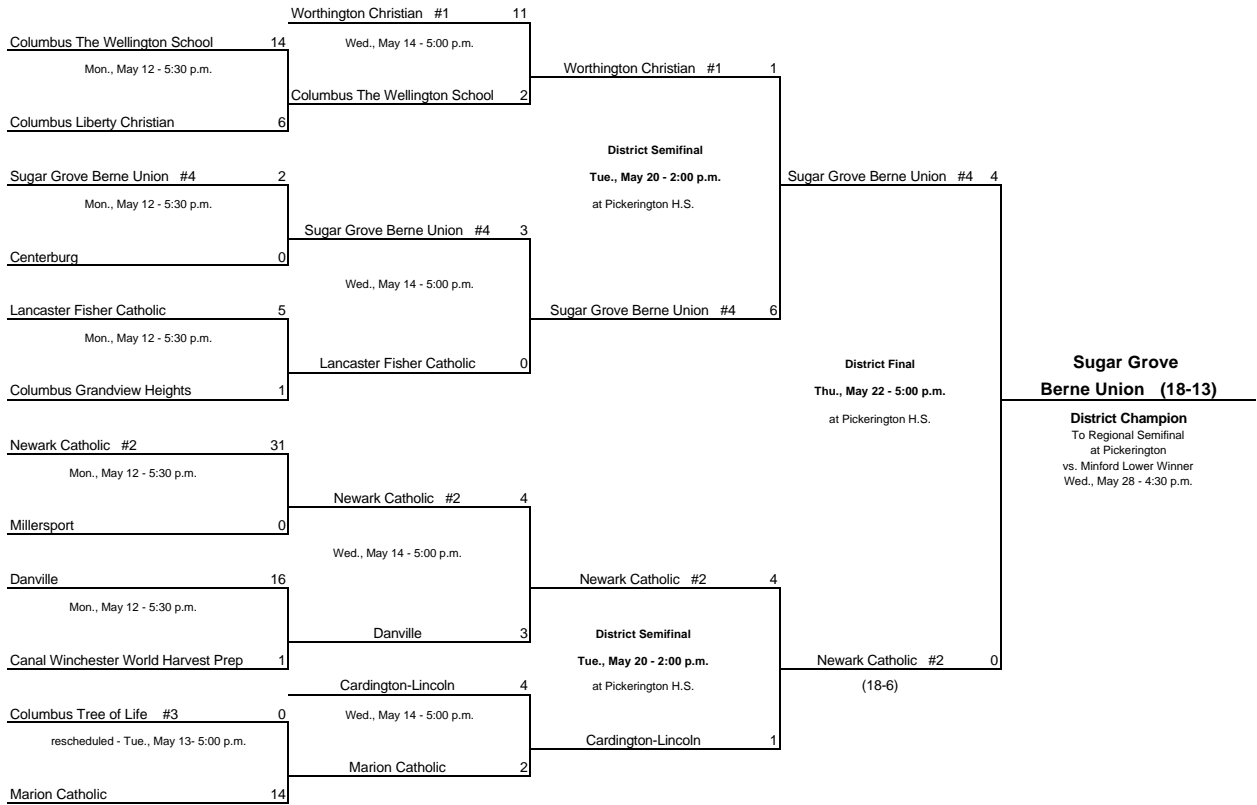 Worthington Christian #1 11
Columbus The Wellington School 14
Wed., May 14 - 5:00 p.m.
Mon., May 12 - 5:30 p.m.
Worthington Christian #1 1
Columbus The Wellington School 2
Columbus Liberty Christian 6
District Semifinal
Tue., May 20 - 2:00 p.m.
at Pickerington H.S.
Sugar Grove Berne Union #4 2
Sugar Grove Berne Union #4 4
Mon., May 12 - 5:30 p.m.
Sugar Grove Berne Union #4 3
Centerburg 0
Wed., May 14 - 5:00 p.m.
Lancaster Fisher Catholic 5
Sugar Grove Berne Union #4 6
Mon., May 12 - 5:30 p.m.
Lancaster Fisher Catholic 0
Columbus Grandview Heights 1
District Final
Thu., May 22 - 5:00 p.m.
at Pickerington H.S.
Sugar Grove
Berne Union (18-13)
District Champion
To Regional Semifinal
at Pickerington
vs. Minford Lower Winner
Wed., May 28 - 4:30 p.m.
Newark Catholic #2 31
Mon., May 12 - 5:30 p.m.
Newark Catholic #2 4
Millersport 0
Wed., May 14 - 5:00 p.m.
Danville 16
Newark Catholic #2 4
Mon., May 12 - 5:30 p.m.
Danville 3
District Semifinal
Tue., May 20 - 2:00 p.m.
at Pickerington H.S.
Canal Winchester World Harvest Prep 1
Newark Catholic #2 0
(18-6)
Cardington-Lincoln 4
Columbus Tree of Life #3 0
Wed., May 14 - 5:00 p.m.
rescheduled - Tue., May 13- 5:00 p.m.
Cardington-Lincoln 1
Marion Catholic 2
Marion Catholic 14